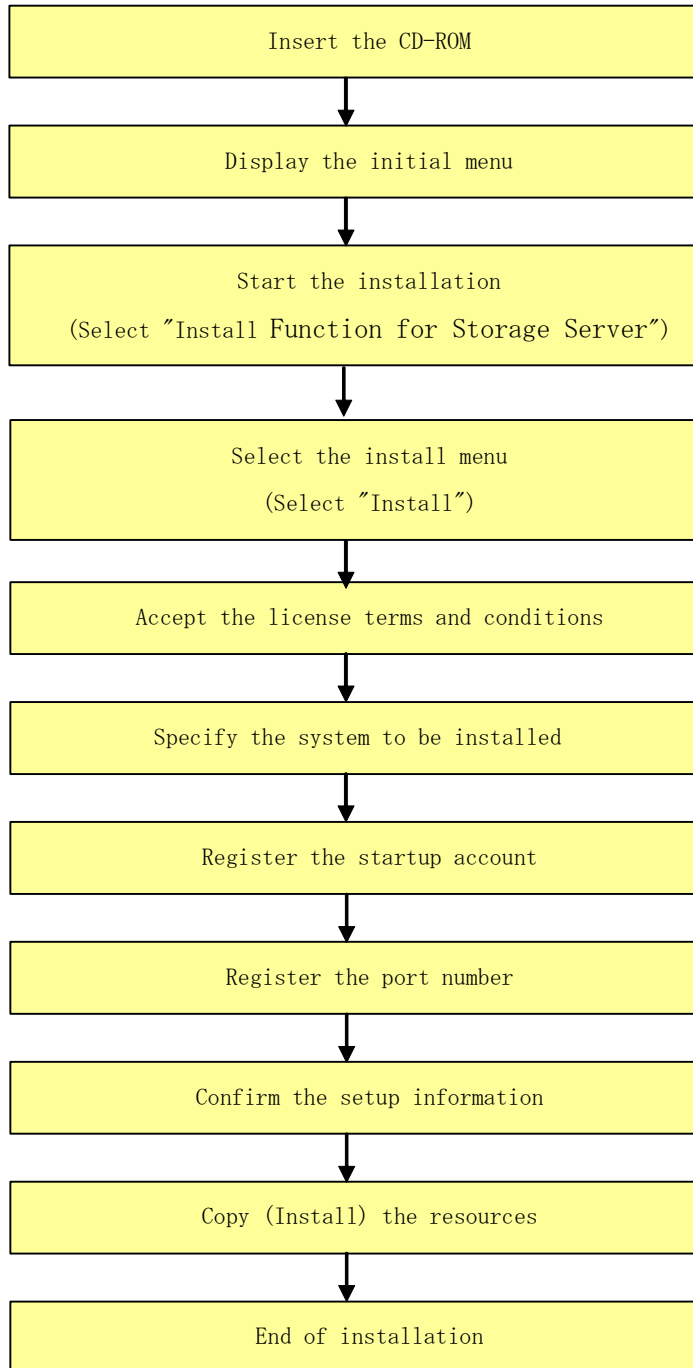 Insert the CD-ROM
Display the initial menu
Start the installation
(Select "Install Function for Storage Server")
Select the install menu
(Select "Install")
Accept the license terms and conditions
Specify the system to be installed
Register the startup account
Register the port number
Confirm the setup information
Copy (Install) the resources
End of installation